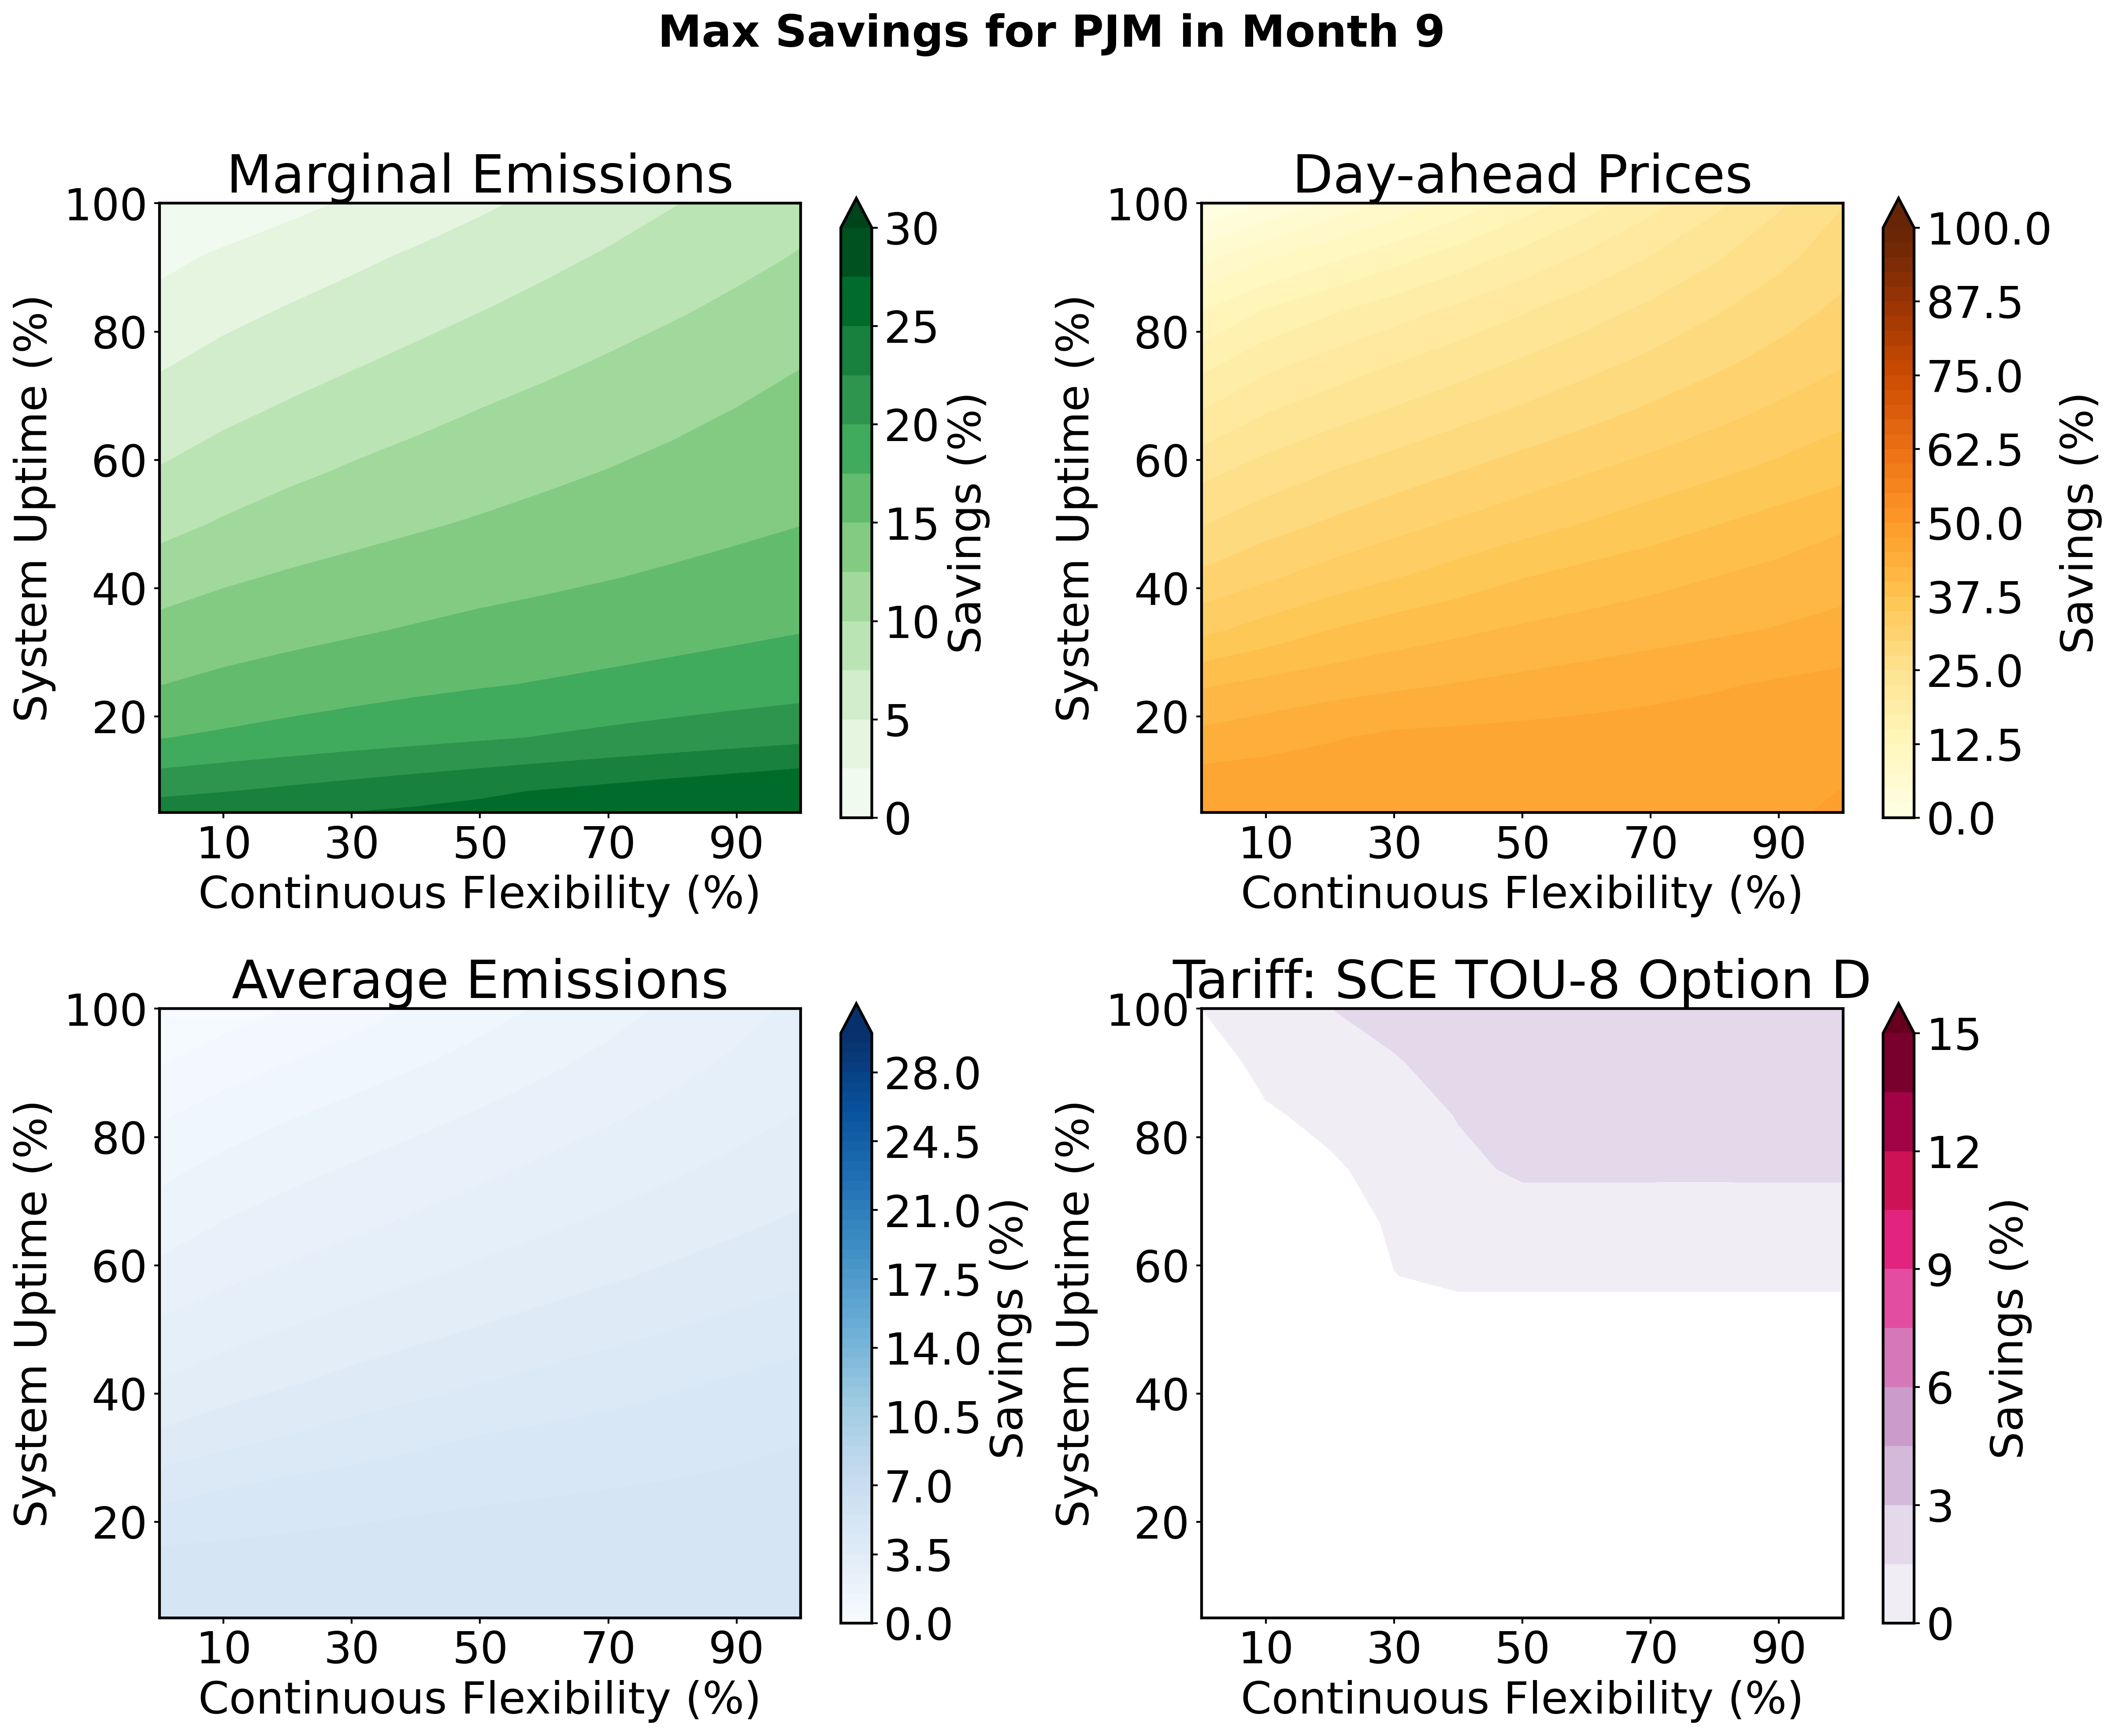 Max Savings for PJM in Month 9
Marginal Emissions
System Uptime (%)
100
80
60
40
20
10 30 50 70 90
Continuous Flexibility (%)
30
25
20
15
10
5
0
Savings (%)
Day-ahead Prices
System Uptime (%)
100
80
60
40
20
10 30 50 70 90
Continuous Flexibility (%)
100.0
87.5
75.0
62.5
50.0
37.5
25.0
12.5
0.0
Savings (%)
Average Emissions
System Uptime (%)
100
80
60
40
20
10 30 50 70 90
Continuous Flexibility (%)
28.0
24.5
21.0
17.5
14.0
10.5
7.0
3.5
0.0
Savings (%)
Tariff: SCE TOU-8 Option D
System Uptime (%)
100
80
60
40
20
10 30 50 70 90
Continuous Flexibility (%)
15
12
9
6
3
0
Savings (%)